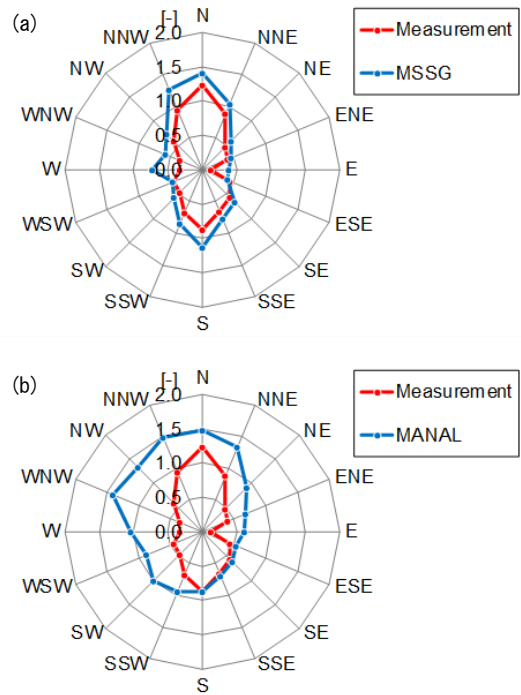 (a)
[-]
N
NNW
NNE
NW
NE
WNW
ENE
W
E
WSW
ESE
SW
SE
SSW
SSE
S
2.0
1.5
1.0
0.5
0.0
Measurement
MSSG
(b)
[-]
N
NNW
NNE
NW
NE
WNW
ENE
W
E
WSW
ESE
SW
SE
SSW
SSE
S
2.0
1.5
1.0
0.5
0.0
Measurement
MANAL